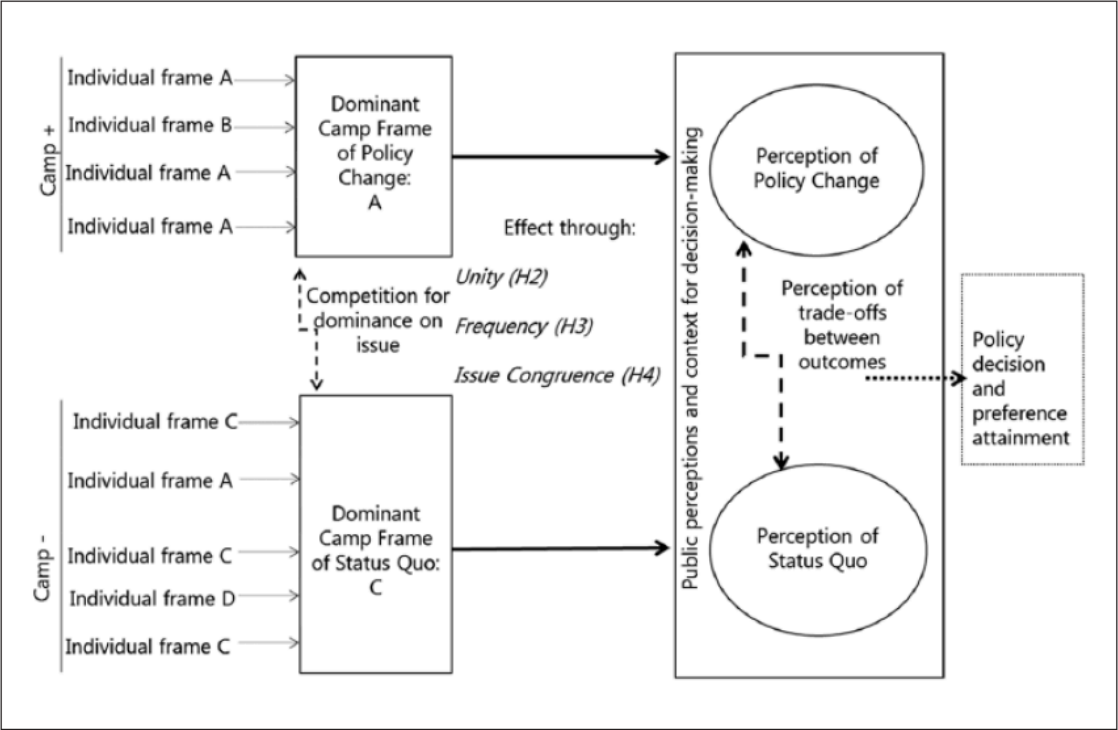 Camp +
Individual frame A
Individual frame B
Individual frame A
Individual frame A
Dominant
Camp Frame
of Policy
Change:
A
Effect through:
Unity (H2)
Frequency (H3)
Issue Congruence (H4)
Competition for
dominance on
issue
Camp -
Individual frame C
Individual frame A
Individual frame C
Individual frame D
Individual frame C
Dominant
Camp Frame
of Status Quo:
C
Public perceptions and context for decision-making
Perception of
Policy Change
Perception of
trade-offs
between
outcomes
Perception of
Status Quo
Policy
decision
and
preference
attainment